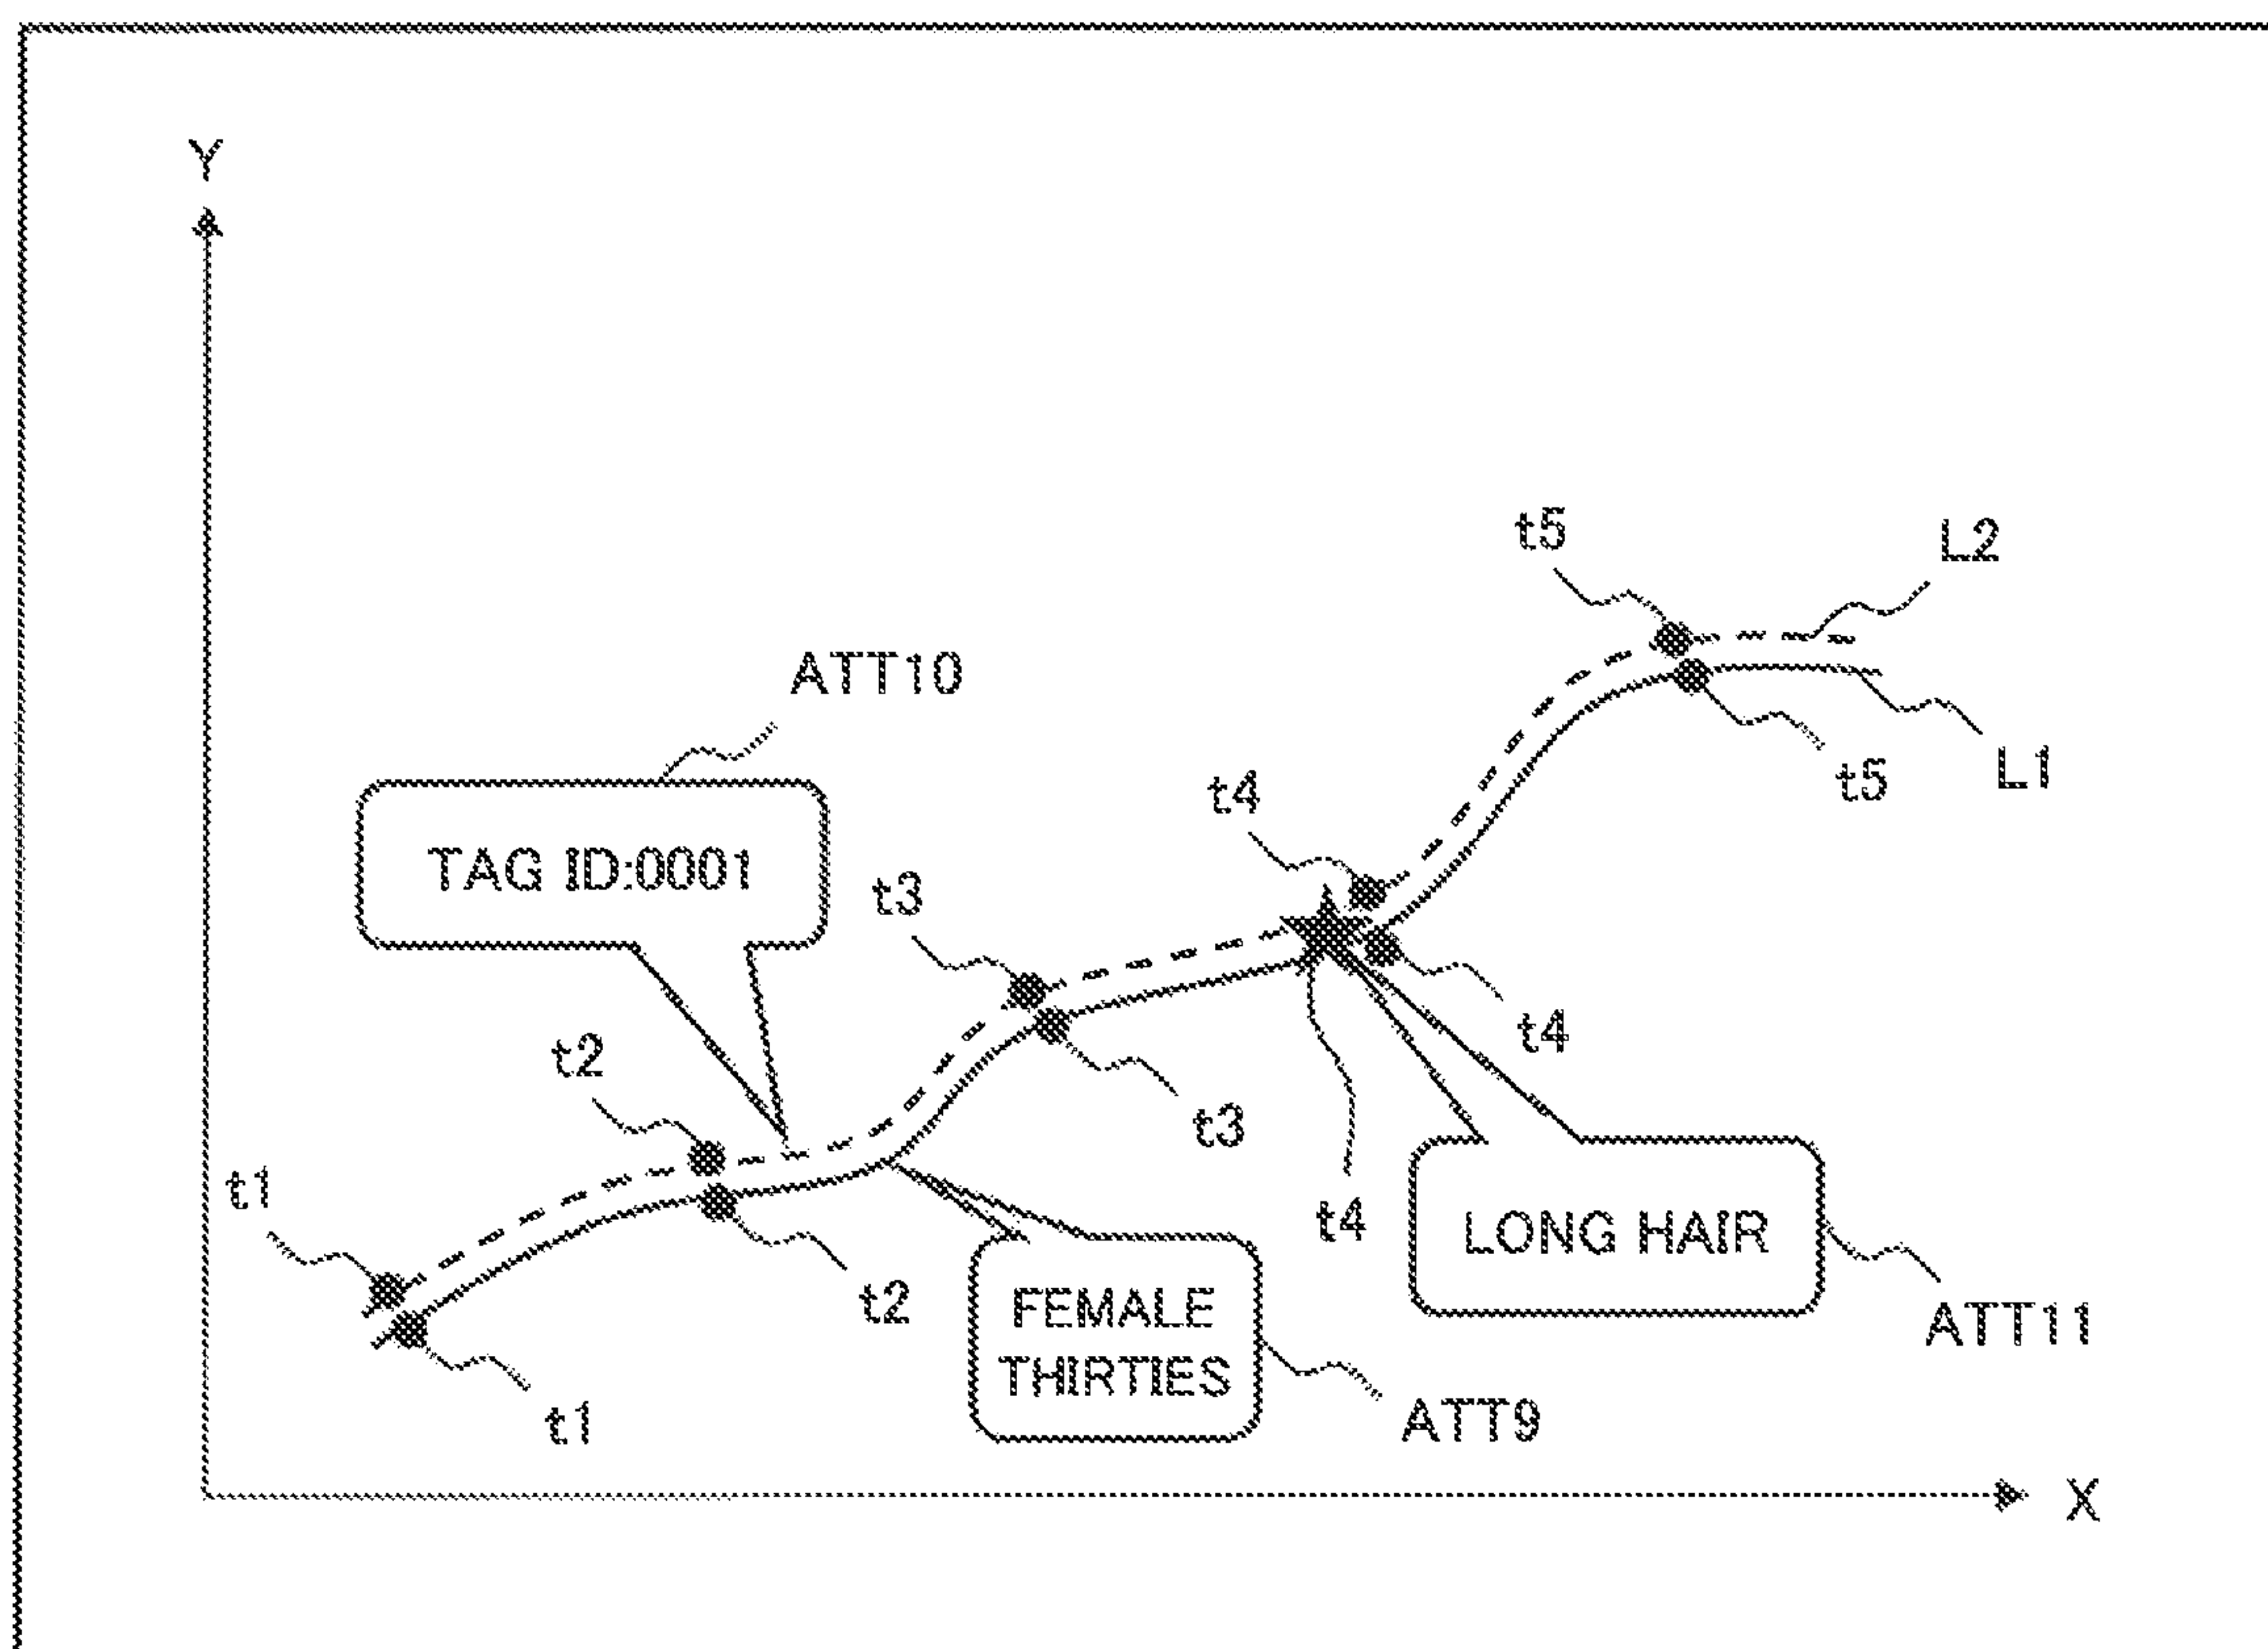 Y
t5
L2
ATT10
L1
t5
t4
TAG ID:0001
t3
t4
t2
t3
t1
t4
LONG HAIR
t2
FEMALE
THIRTIES
ATT11
t1
ATT9
X